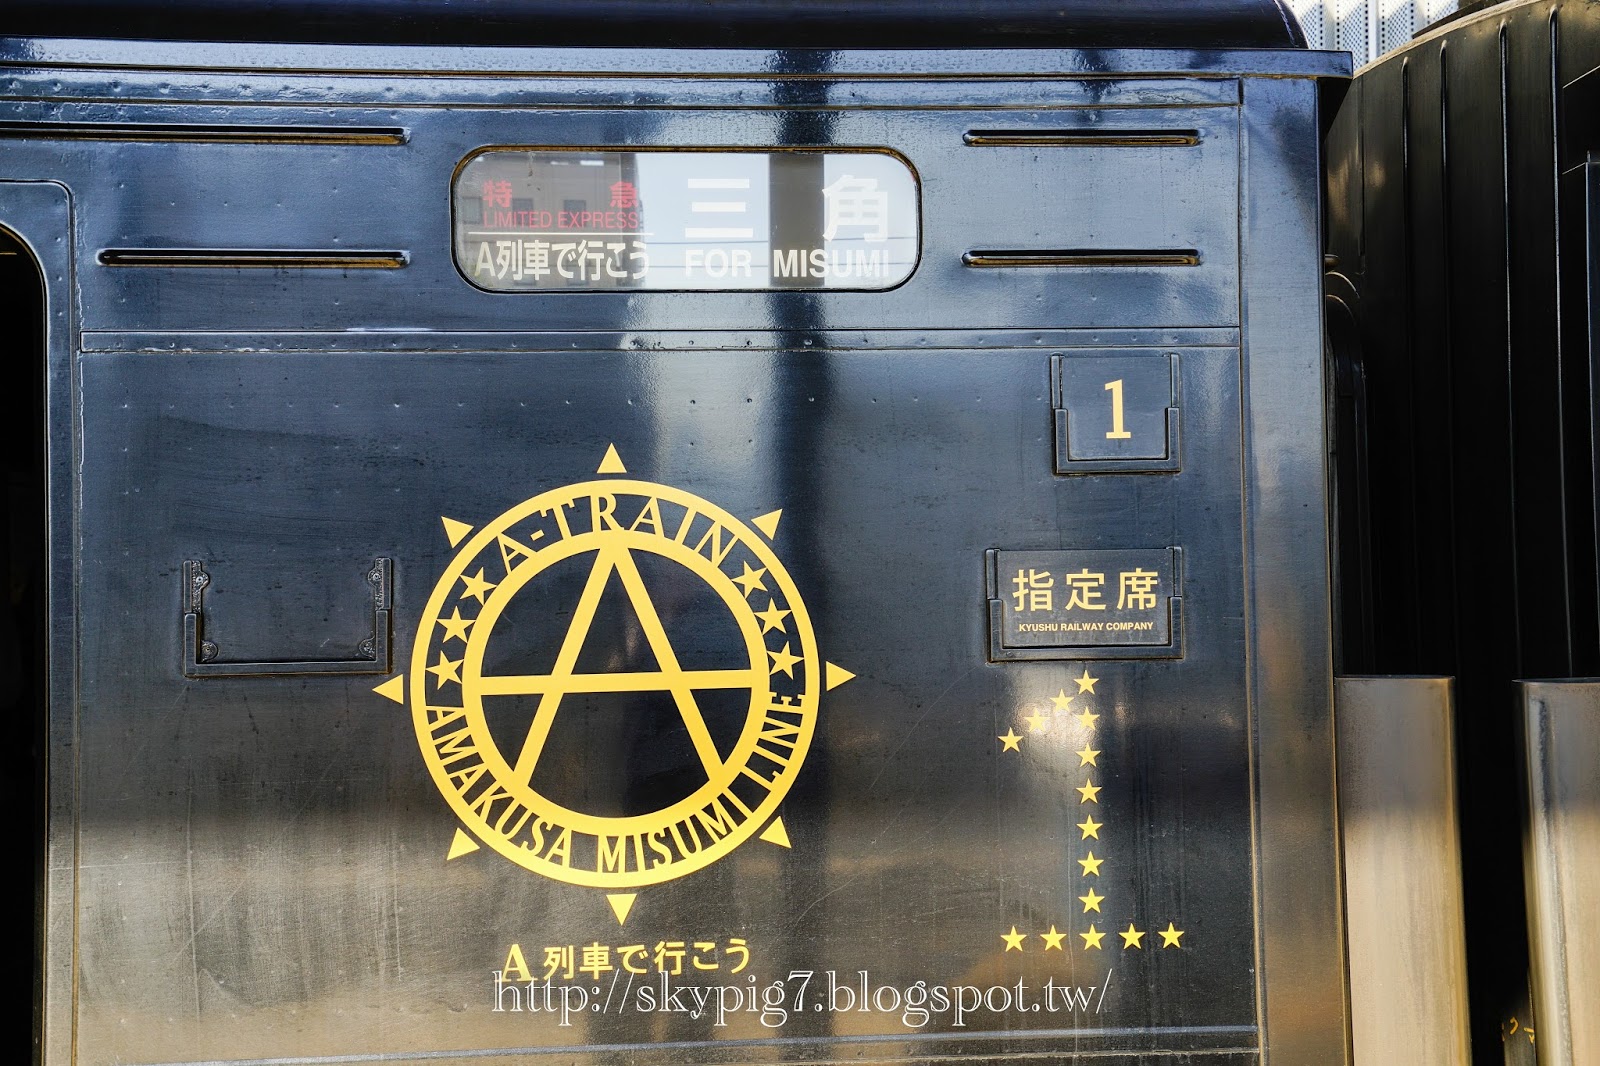 特急
LIMITED EXPRESS
A列車で行こう
三角
FOR MISUMI
1
A-TRAIN
AMAKUSA MISUMI LINE
指定席
KYUSHU RAILWAY COMPANY
A列車で行こう
http://skypig7.blogspot.tw/